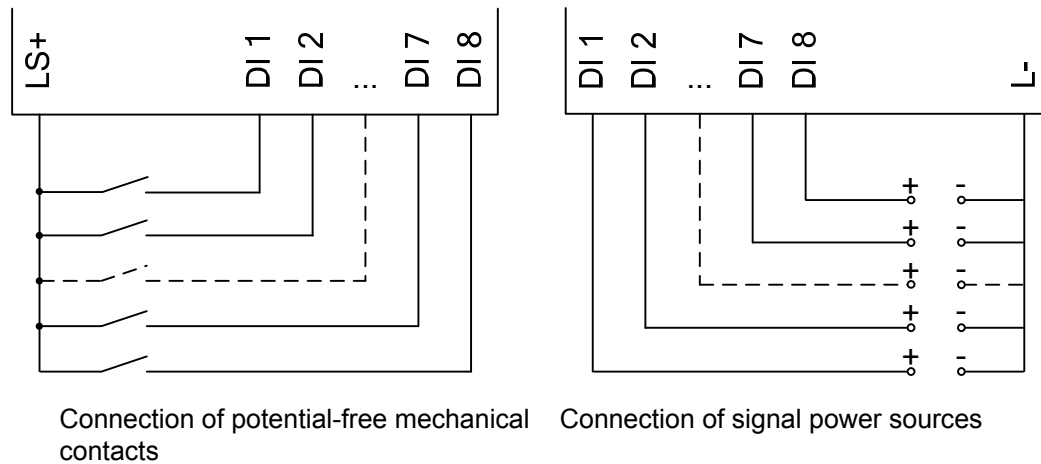 LS+ DI 1 DI 2 ... DI 7 DI 8
DI 1 DI 2 ... DI 7 DI 8 L-
+ -
+ -
+ -
+ -
+ -
Connection of potential-free mechanical
contacts
Connection of signal power sources